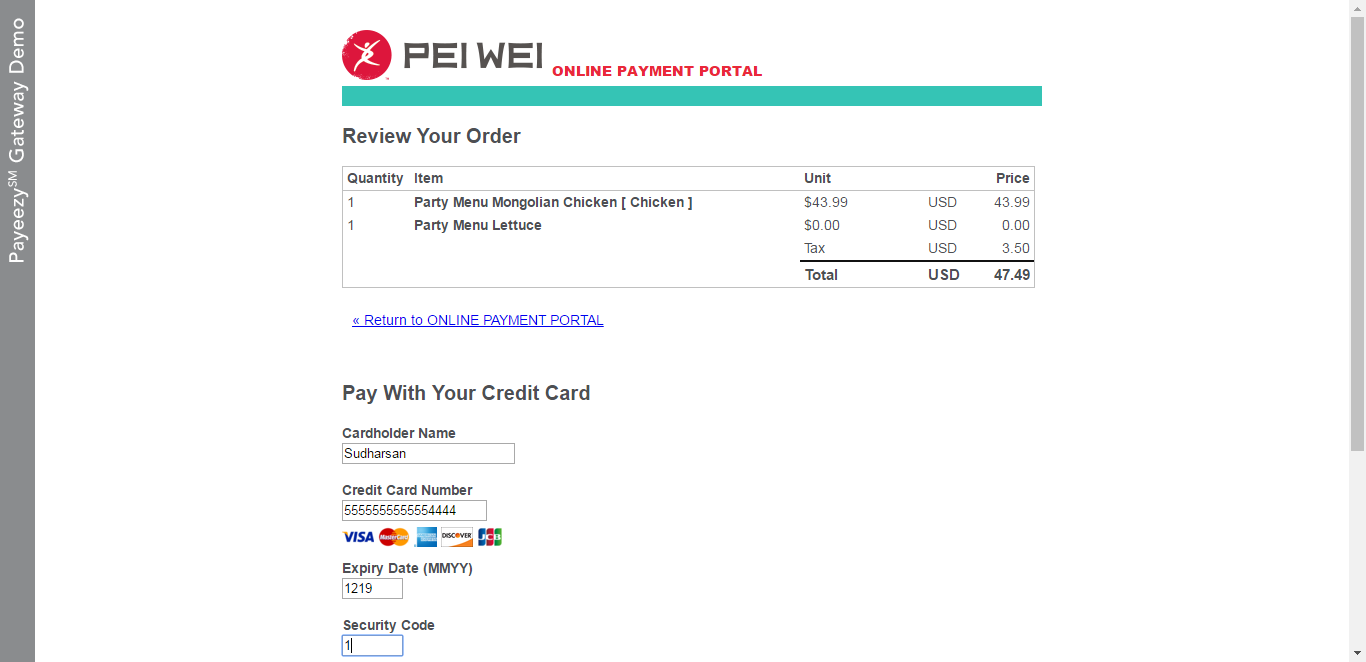 Payeezy℠ Gateway Demo
PEI WEI ONLINE PAYMENT PORTAL
Review Your Order
Quantity Item Unit Price
1 Party Menu Mongolian Chicken [ Chicken ] $43.99 USD 43.99
1 Party Menu Lettuce $0.00 USD 0.00
Tax USD 3.50
Total USD 47.49
« Return to ONLINE PAYMENT PORTAL
Pay With Your Credit Card
Cardholder Name
Sudharsan
Credit Card Number
5555555555554444
VISA MasterCard DISCOVER JCB
Expiry Date (MMYY)
1219
Security Code
1